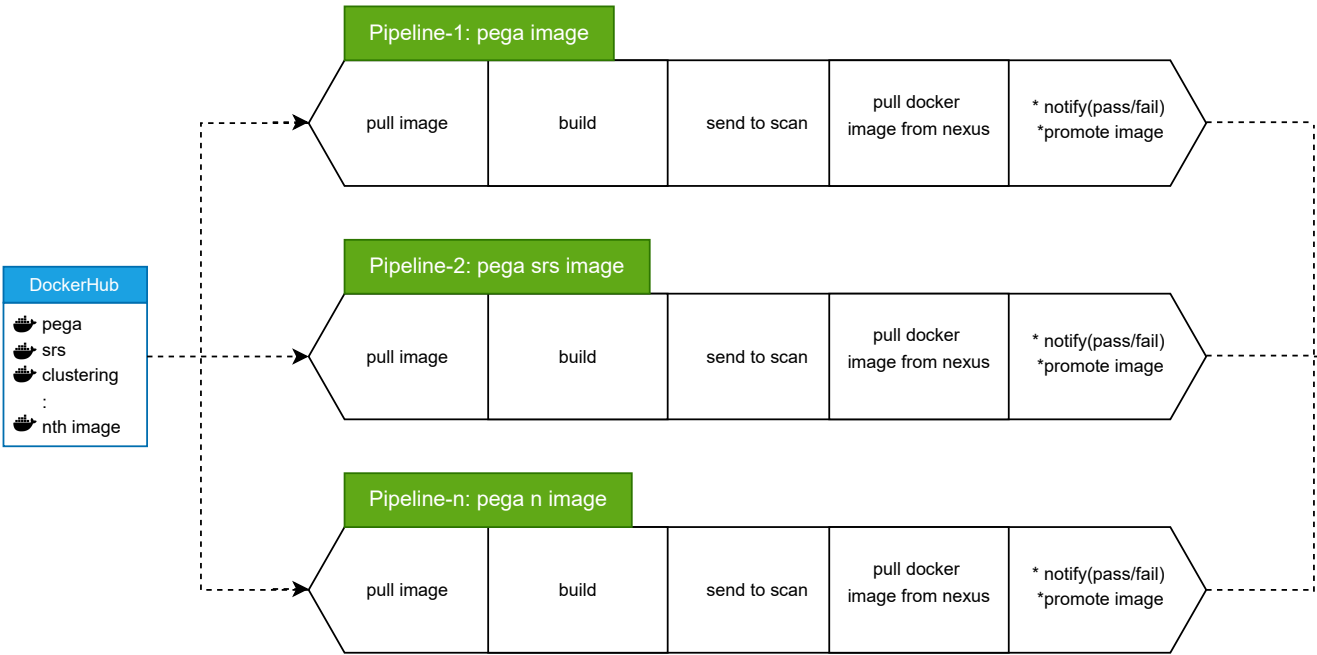 Pipeline-1: pega image
pull image
build
send to scan
pull docker
image from nexus
* notify(pass/fail)
*promote image
DockerHub
pega
srs
clustering
:
nth image
Pipeline-2: pega srs image
pull image
build
send to scan
pull docker
image from nexus
* notify(pass/fail)
*promote image
Pipeline-n: pega n image
pull image
build
send to scan
pull docker
image from nexus
* notify(pass/fail)
*promote image